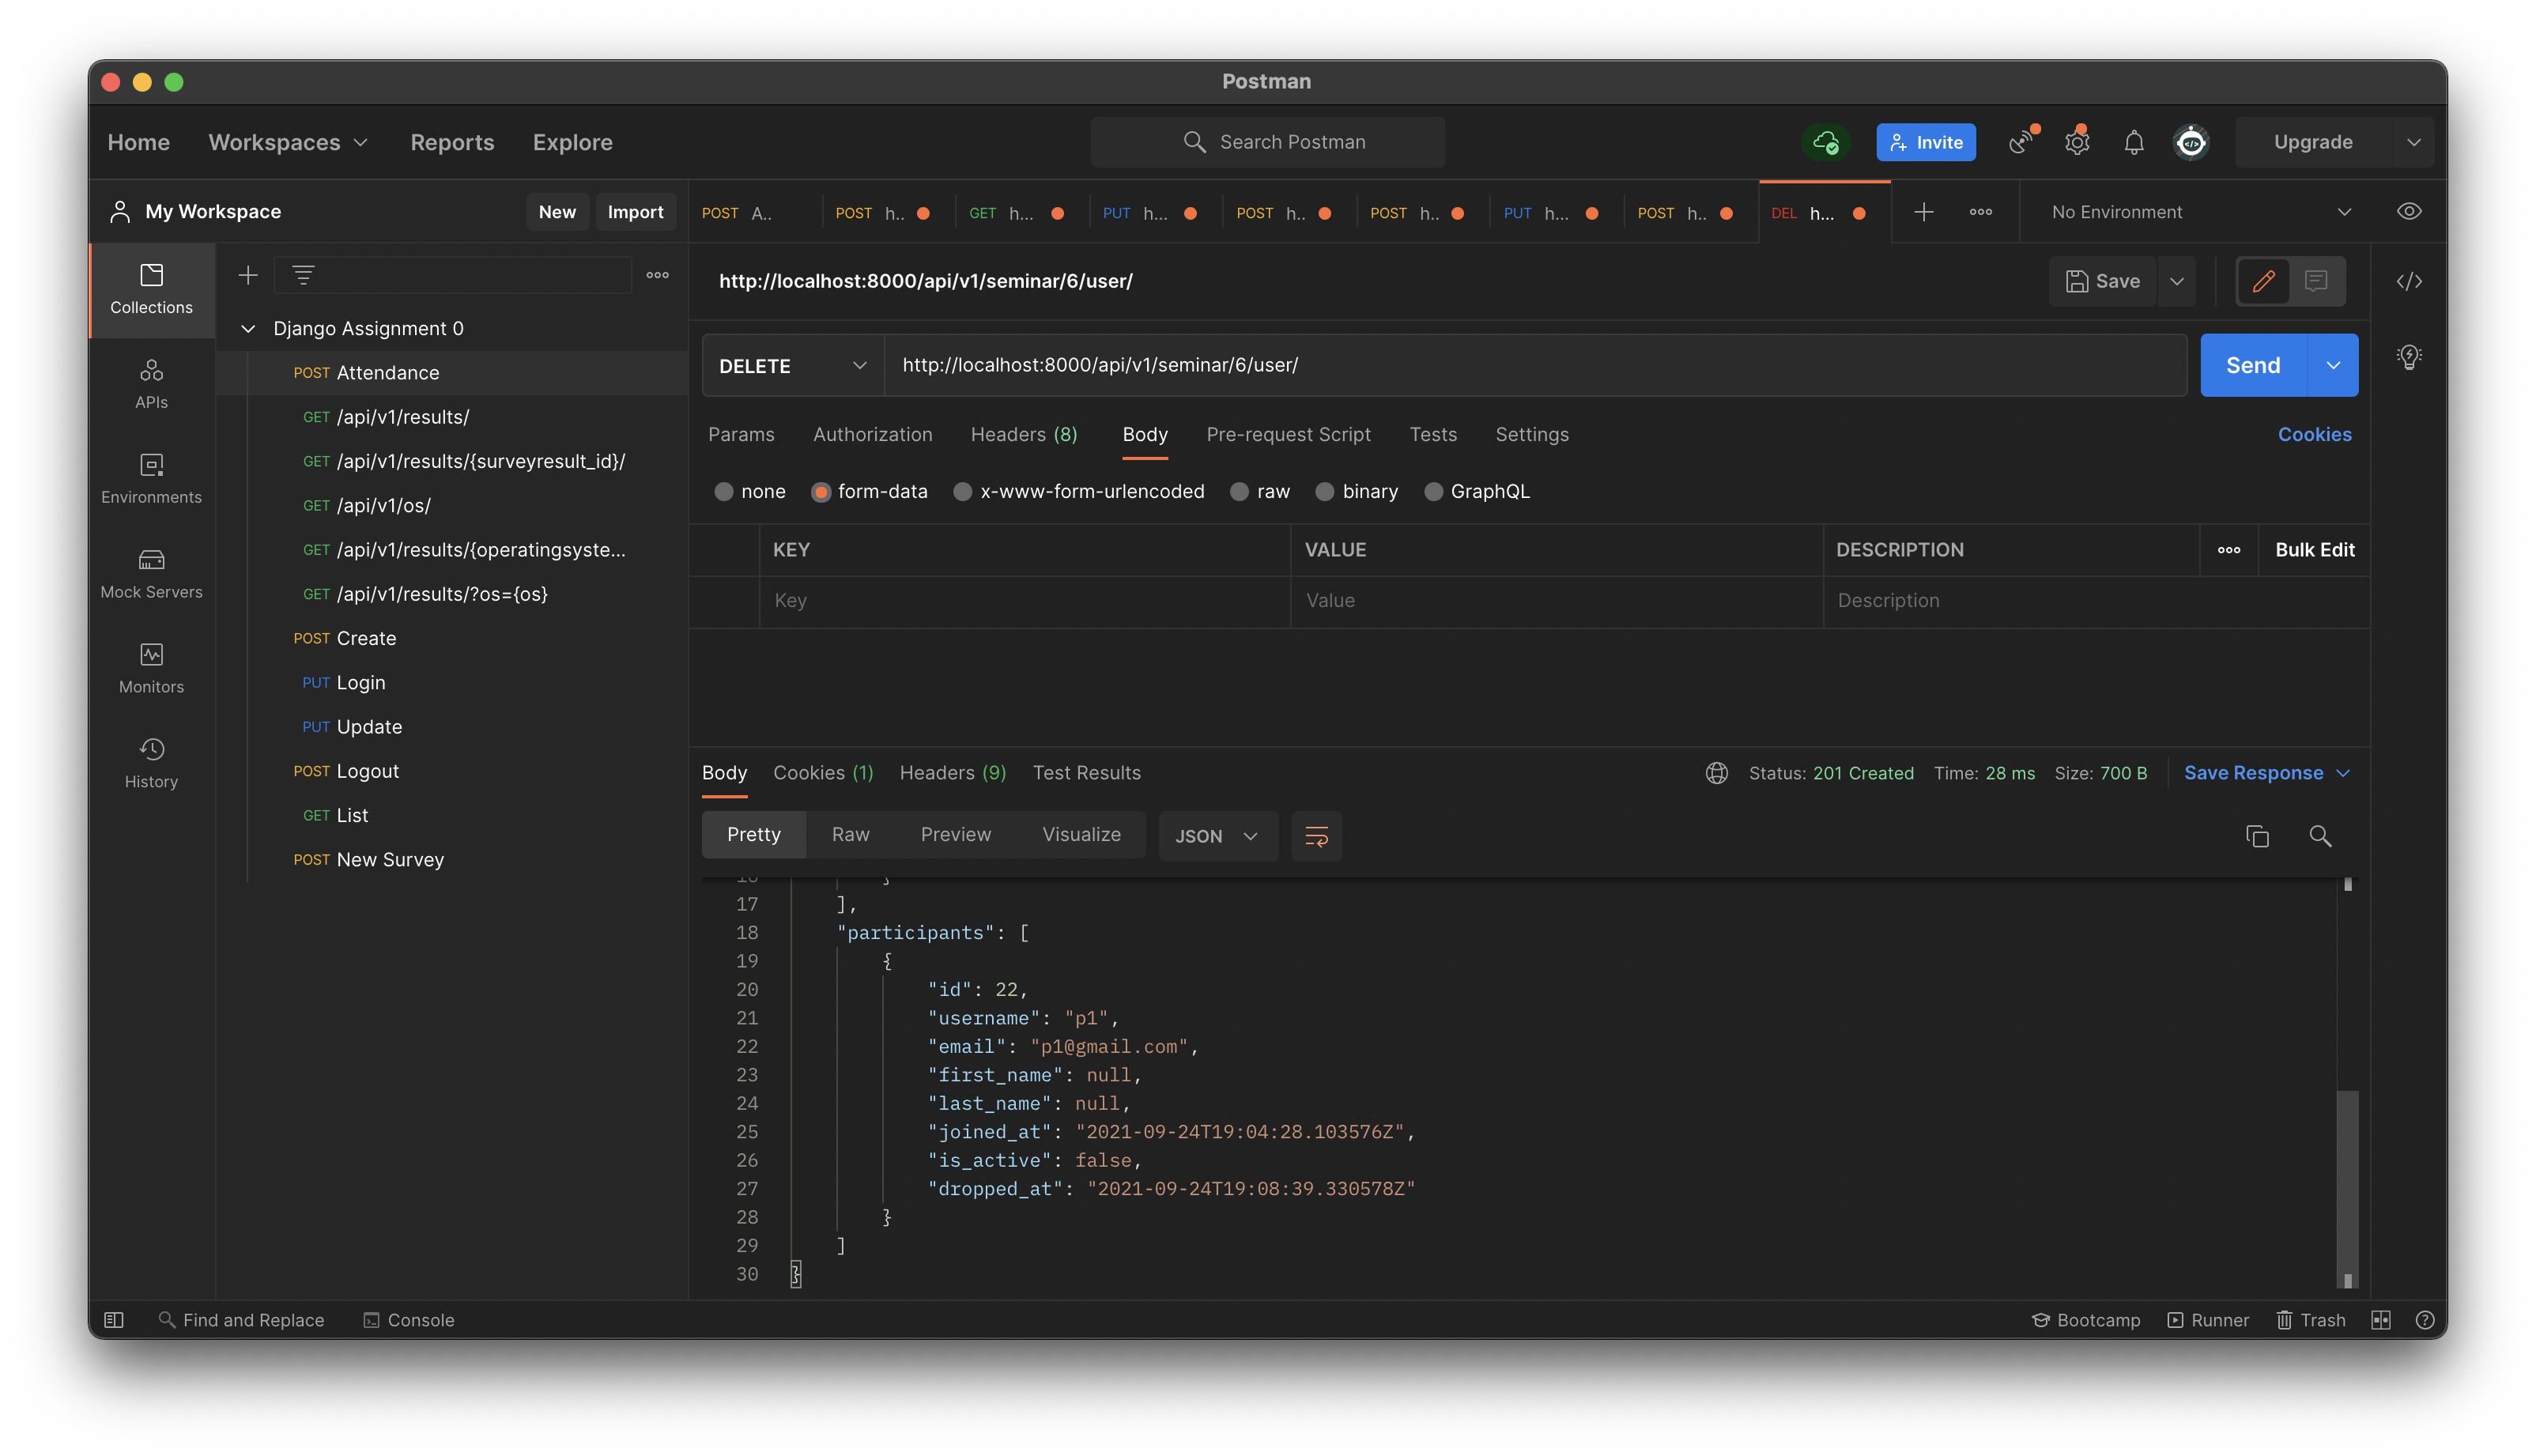 Postman
Home Workspaces Reports Explore Search Postman Invite Upgrade
My Workspace New Import POST A.. POST h.. GET h... PUT h... POST h.. POST h.. PUT h... POST h.. DEL h... No Environment
Collections
APIs
Environments
Mock Servers
Monitors
History
Django Assignment 0
POST Attendance
GET /api/v1/results/
GET /api/v1/results/{surveyresult_id}/
GET /api/v1/os/
GET /api/v1/results/{operatingsyste...
GET /api/v1/results/?os={os}
POST Create
PUT Login
PUT Update
POST Logout
GET List
POST New Survey
http://localhost:8000/api/v1/seminar/6/user/ Save
DELETE http://localhost:8000/api/v1/seminar/6/user/ Send
Params Authorization Headers (8) Body Pre-request Script Tests Settings Cookies
none form-data x-www-form-urlencoded raw binary GraphQL
KEY VALUE DESCRIPTION Bulk Edit
Key Value Description
Body Cookies (1) Headers (9) Test Results Status: 201 Created Time: 28 ms Size: 700 B Save Response
Pretty Raw Preview Visualize JSON
16 }
17 ],
18 "participants": [
19 {
20 "id": 22,
21 "username": "p1",
22 "email": "p1@gmail.com",
23 "first_name": null,
24 "last_name": null,
25 "joined_at": "2021-09-24T19:04:28.103576Z",
26 "is_active": false,
27 "dropped_at": "2021-09-24T19:08:39.330578Z"
28 }
29 ]
30 }
Find and Replace Console Bootcamp Runner Trash